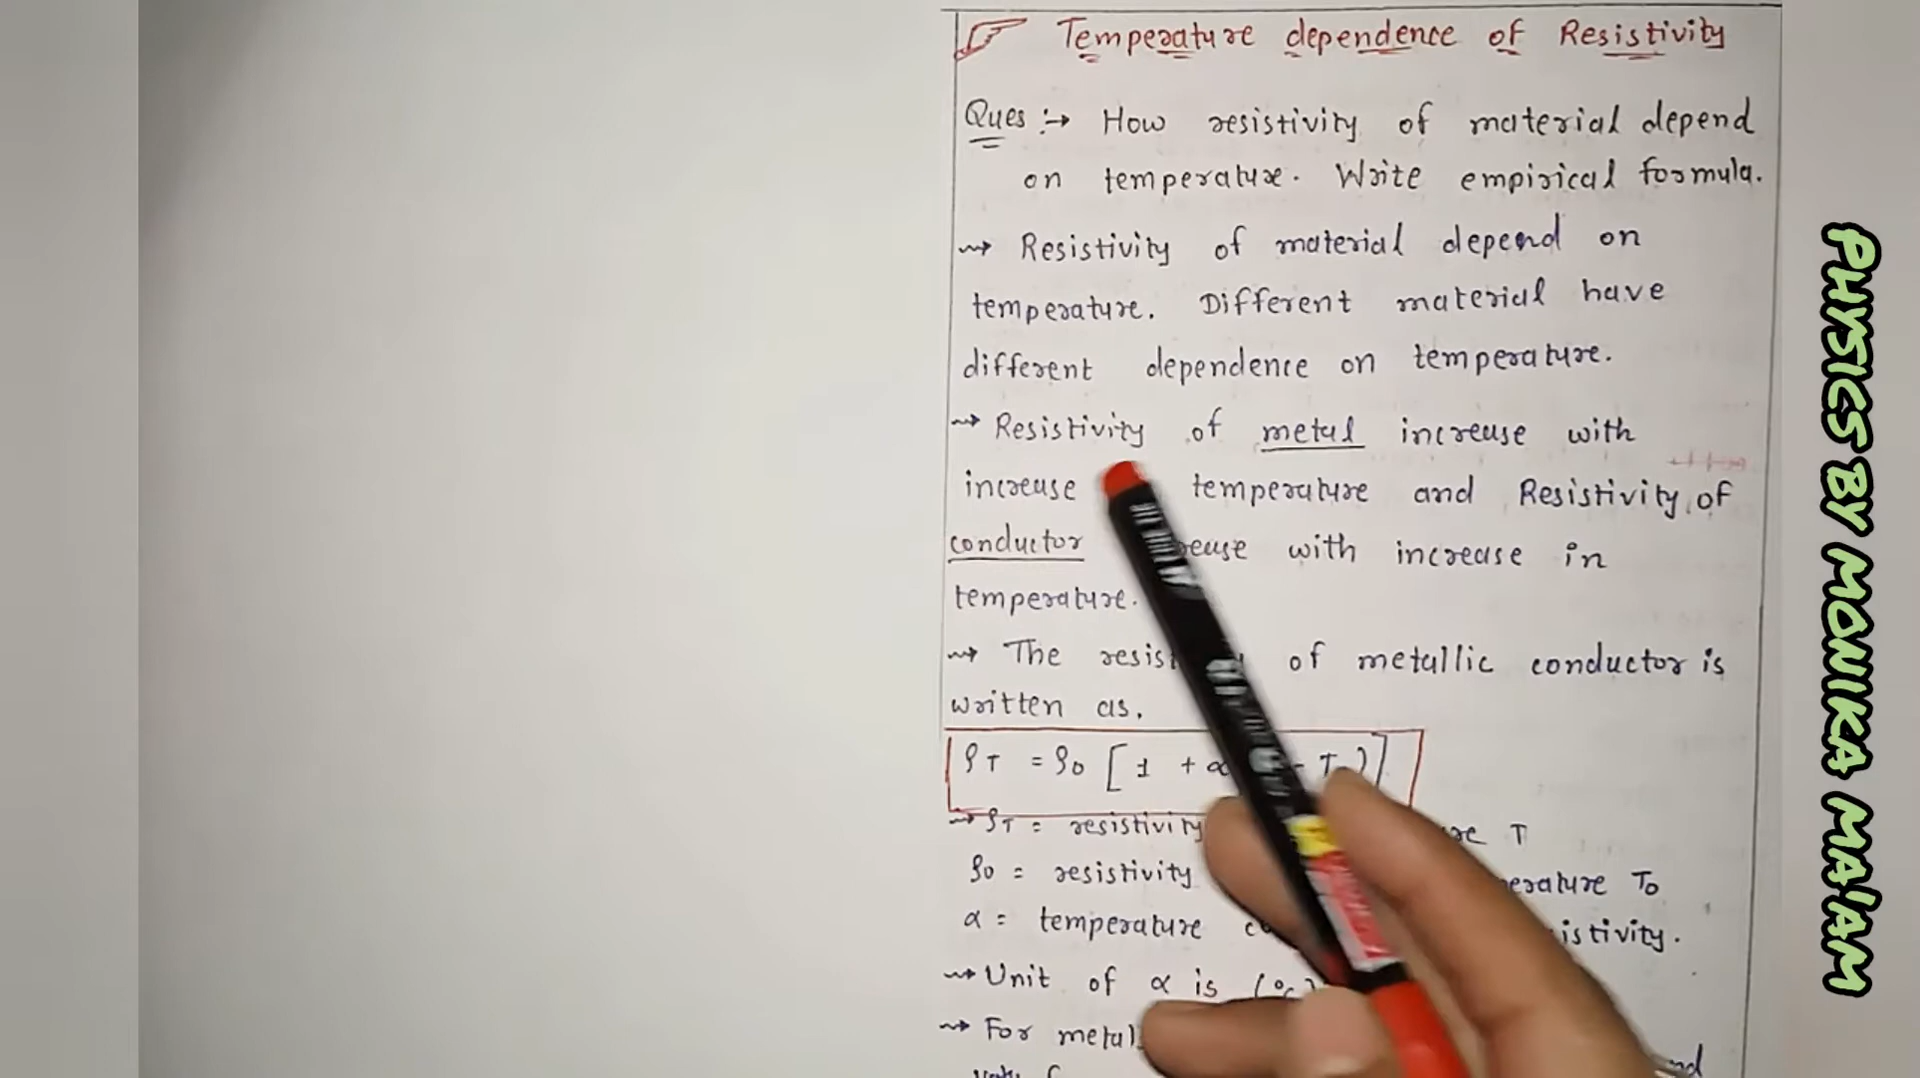 Temperature dependence of Resistivity
Ques :→ How resistivity of material depend
on temperature. Write empirical formula.
⇝ Resistivity of material depend on
temperature. Different material have
different dependence on temperature.
⇝ Resistivity of metal increase with
increase temperature and Resistivity of
conductor with increase in
temperature.
⇝ The of metallic conductor is
written as,
ρT = ρ0 [1 + α - T )]
→ ρT = resistivity T
ρ0 = resistivity To
α = temperature
⇝ Unit of α is (°c)
⇝ For metal
PHYSICS BY MONIKA MA'AM